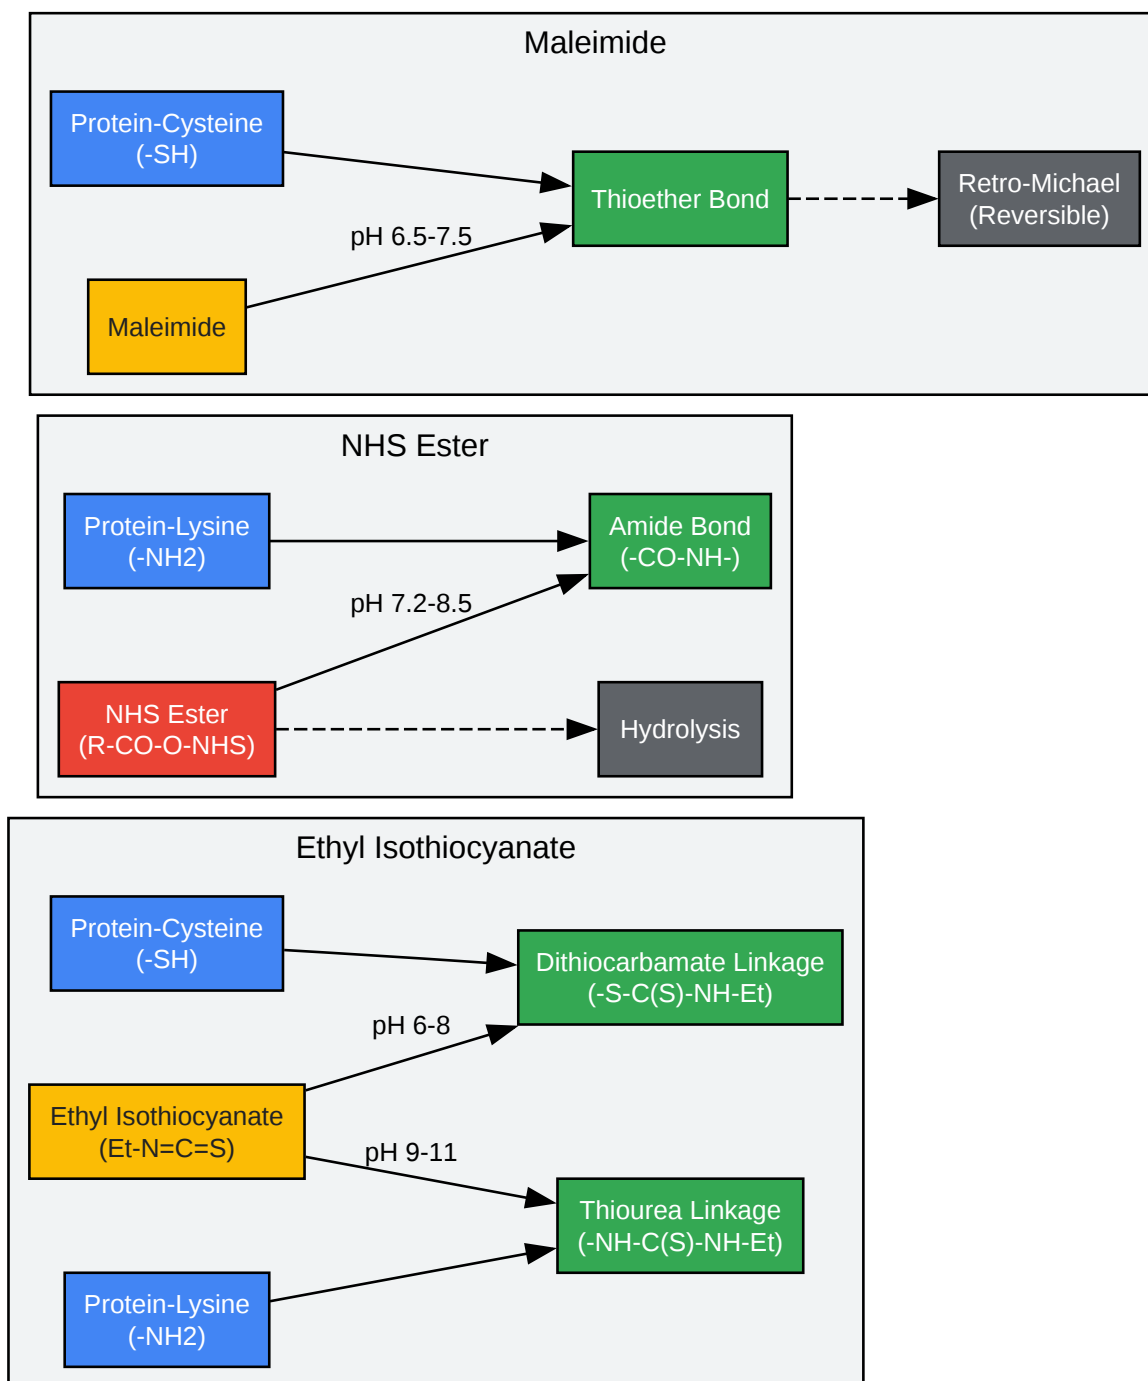 Maleimide
Protein-Cysteine
(-SH)
Thioether Bond
Retro-Michael
(Reversible)
pH 6.5-7.5
Maleimide
NHS Ester
Protein-Lysine
(-NH2)
Amide Bond
(-CO-NH-)
pH 7.2-8.5
NHS Ester
(R-CO-O-NHS)
Hydrolysis
Ethyl Isothiocyanate
Protein-Cysteine
(-SH)
Dithiocarbamate Linkage
(-S-C(S)-NH-Et)
pH 6-8
Ethyl Isothiocyanate
(Et-N=C=S)
pH 9-11
Thiourea Linkage
(-NH-C(S)-NH-Et)
Protein-Lysine
(-NH2)